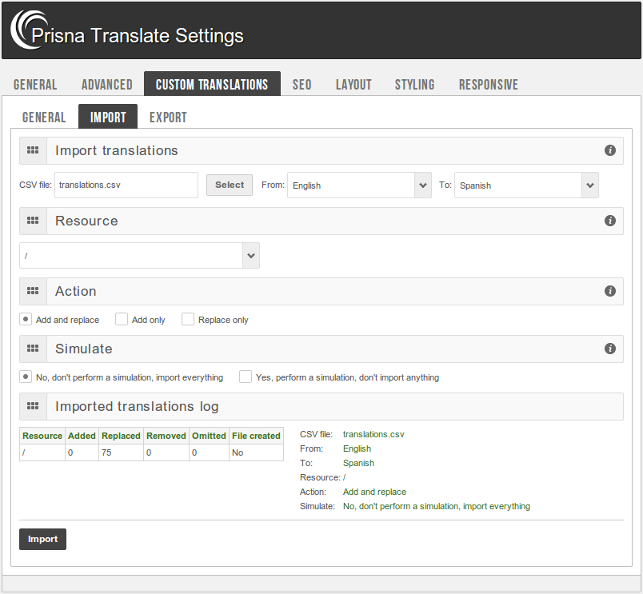 Prisna Translate Settings
GENERAL ADVANCED CUSTOM TRANSLATIONS SEO LAYOUT STYLING RESPONSIVE
GENERAL IMPORT EXPORT
Import translations
CSV file: translations.csv Select From: English To: Spanish
Resource
/
Action
Add and replace Add only Replace only
Simulate
No, don't perform a simulation, import everything Yes, perform a simulation, don't import anything
Imported translations log
Resource Added Replaced Removed Omitted File created
/ 0 75 0 0 No
CSV file: translations.csv
From: English
To: Spanish
Resource: /
Action: Add and replace
Simulate: No, don't perform a simulation, import everything
Import